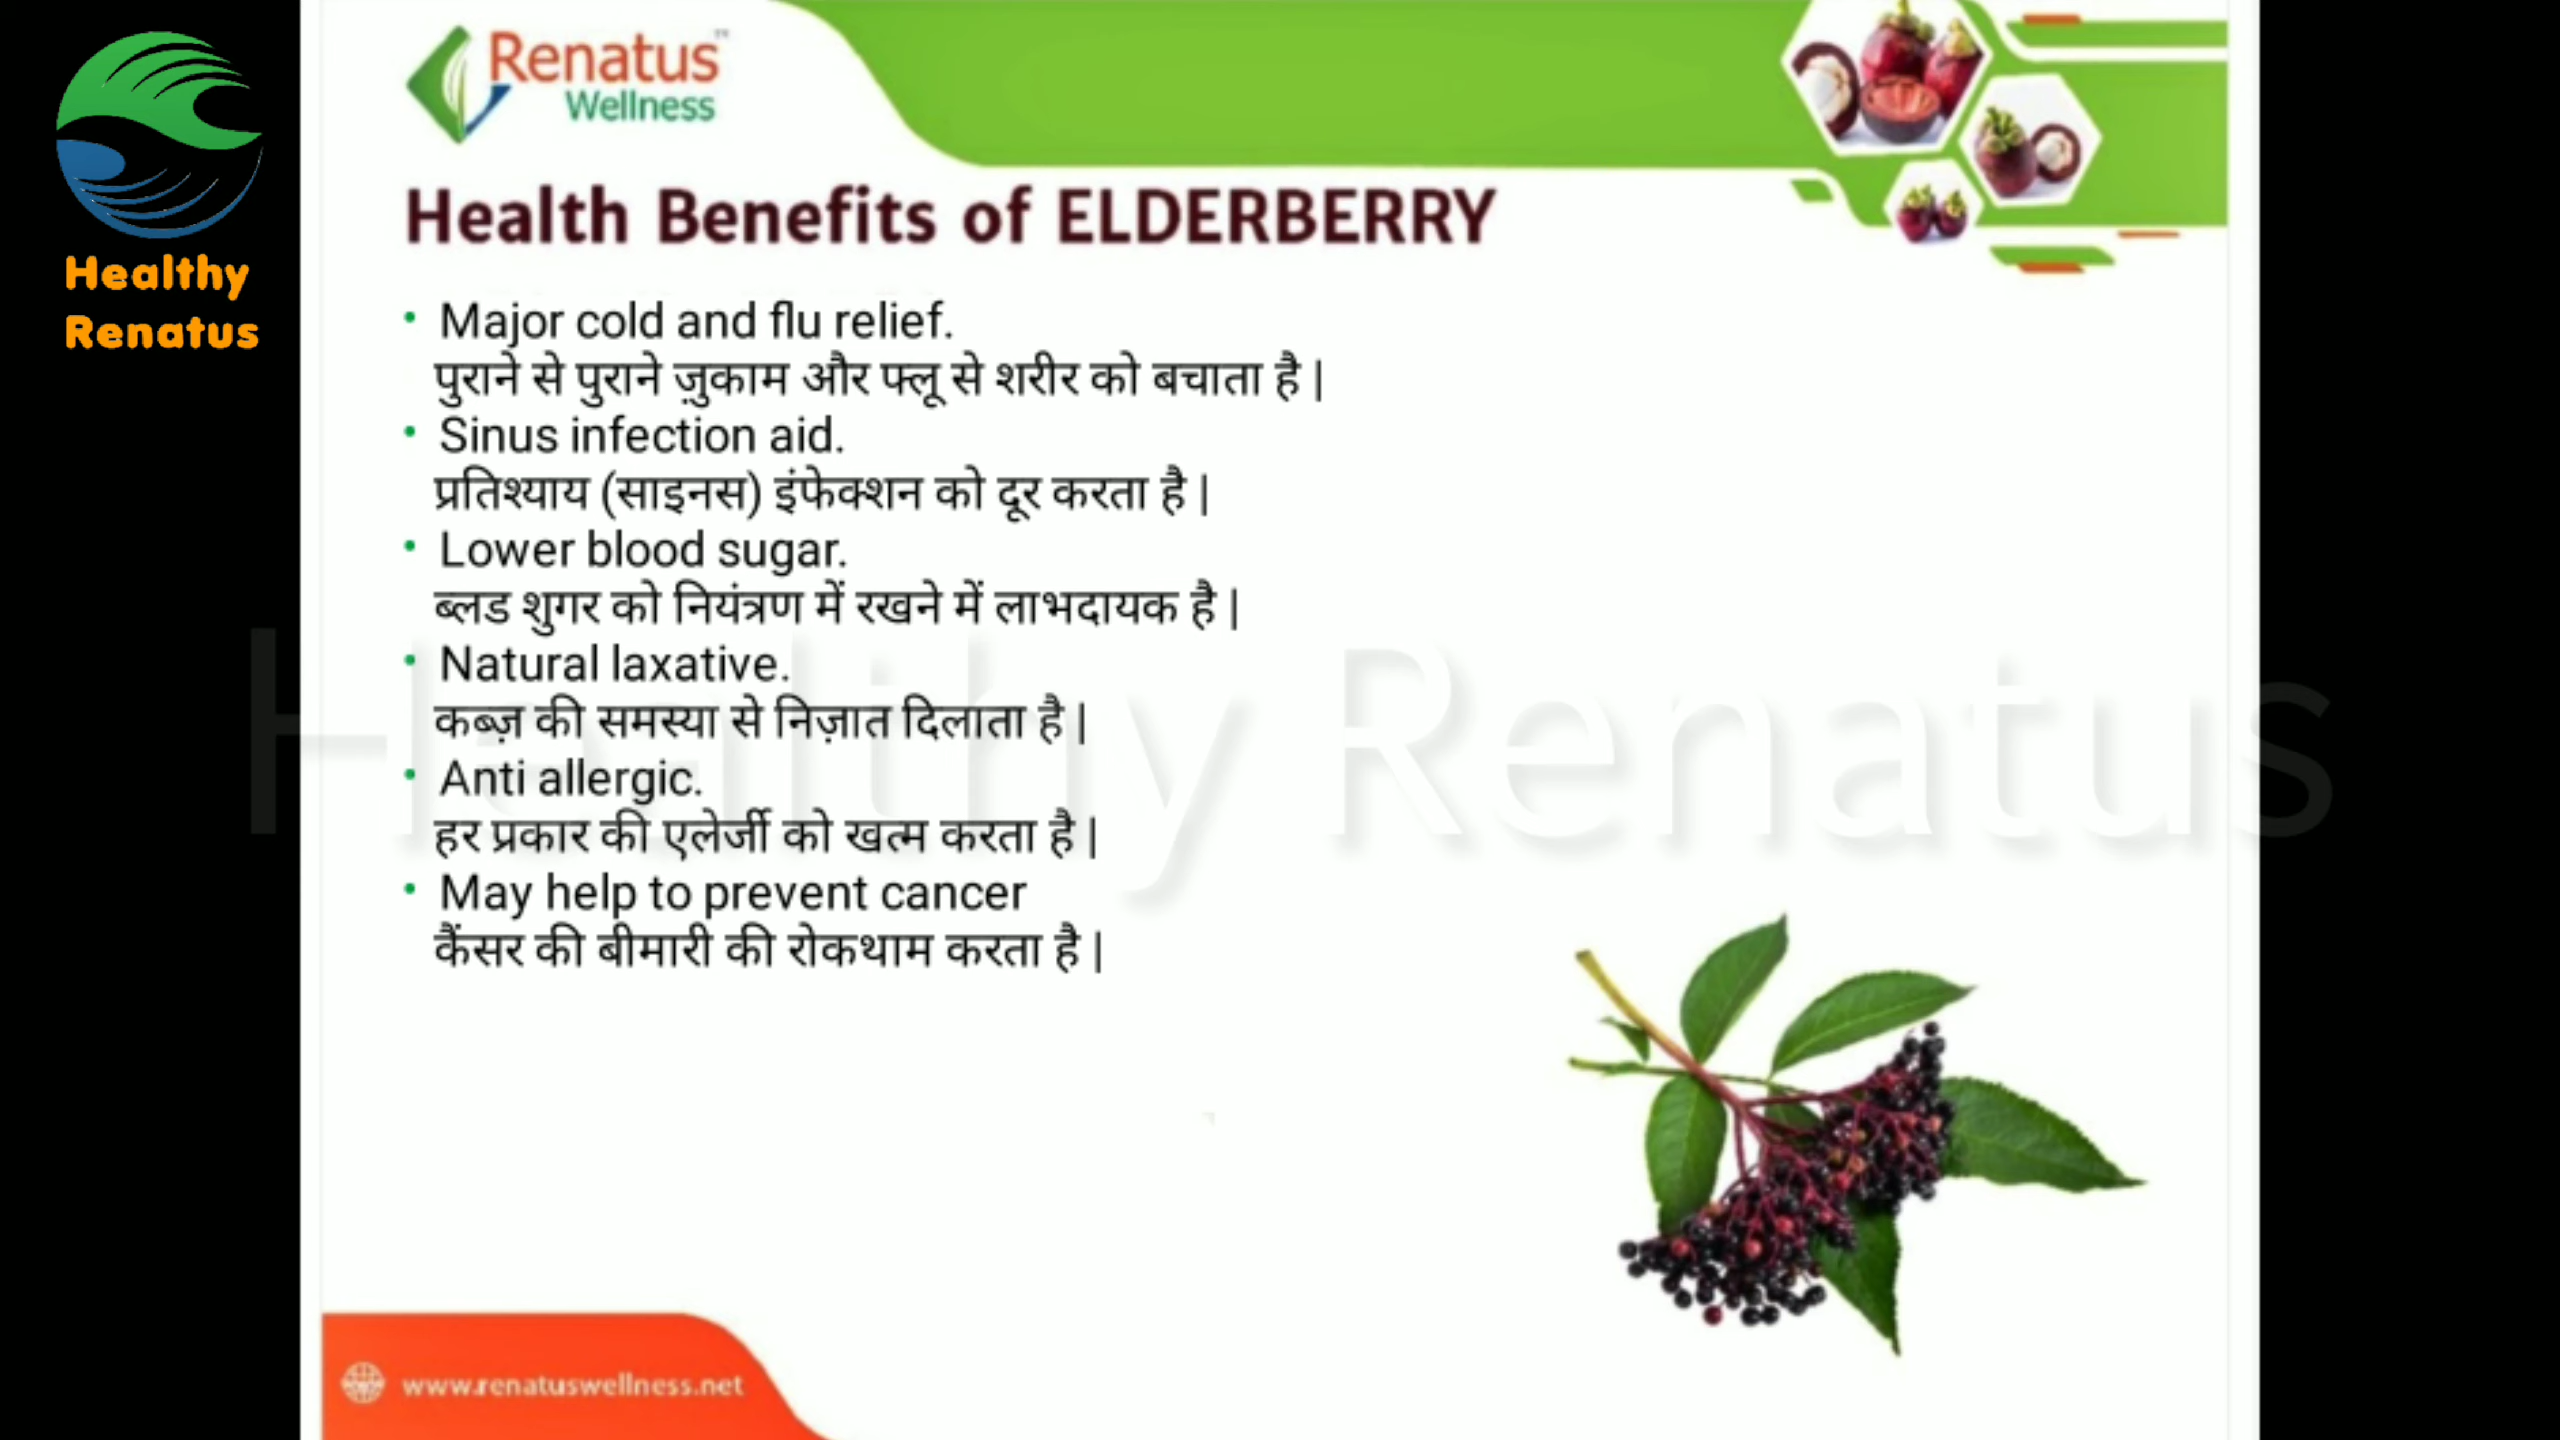 Renatus™
Wellness
Healthy
Renatus
Health Benefits of ELDERBERRY
• Major cold and flu relief.
पुराने से पुराने ज़ुकाम और फ्लू से शरीर को बचाता है |
• Sinus infection aid.
प्रतिश्याय (साइनस) इंफेक्शन को दूर करता है |
• Lower blood sugar.
ब्लड शुगर को नियंत्रण में रखने में लाभदायक है |
• Natural laxative.
कब्ज़ की समस्या से निज़ात दिलाता है |
• Anti allergic.
हर प्रकार की एलेर्जी को खत्म करता है |
• May help to prevent cancer
कैंसर की बीमारी की रोकथाम करता है |
Healthy Renatus
www.renatuswellness.net